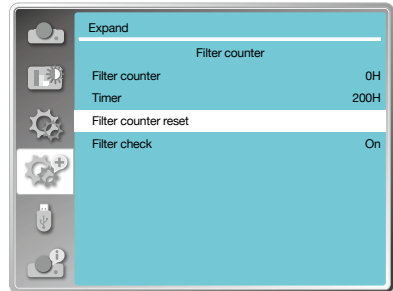 Expand
Filter counter
Filter counter 0H
Timer 200H
Filter counter reset
Filter check On